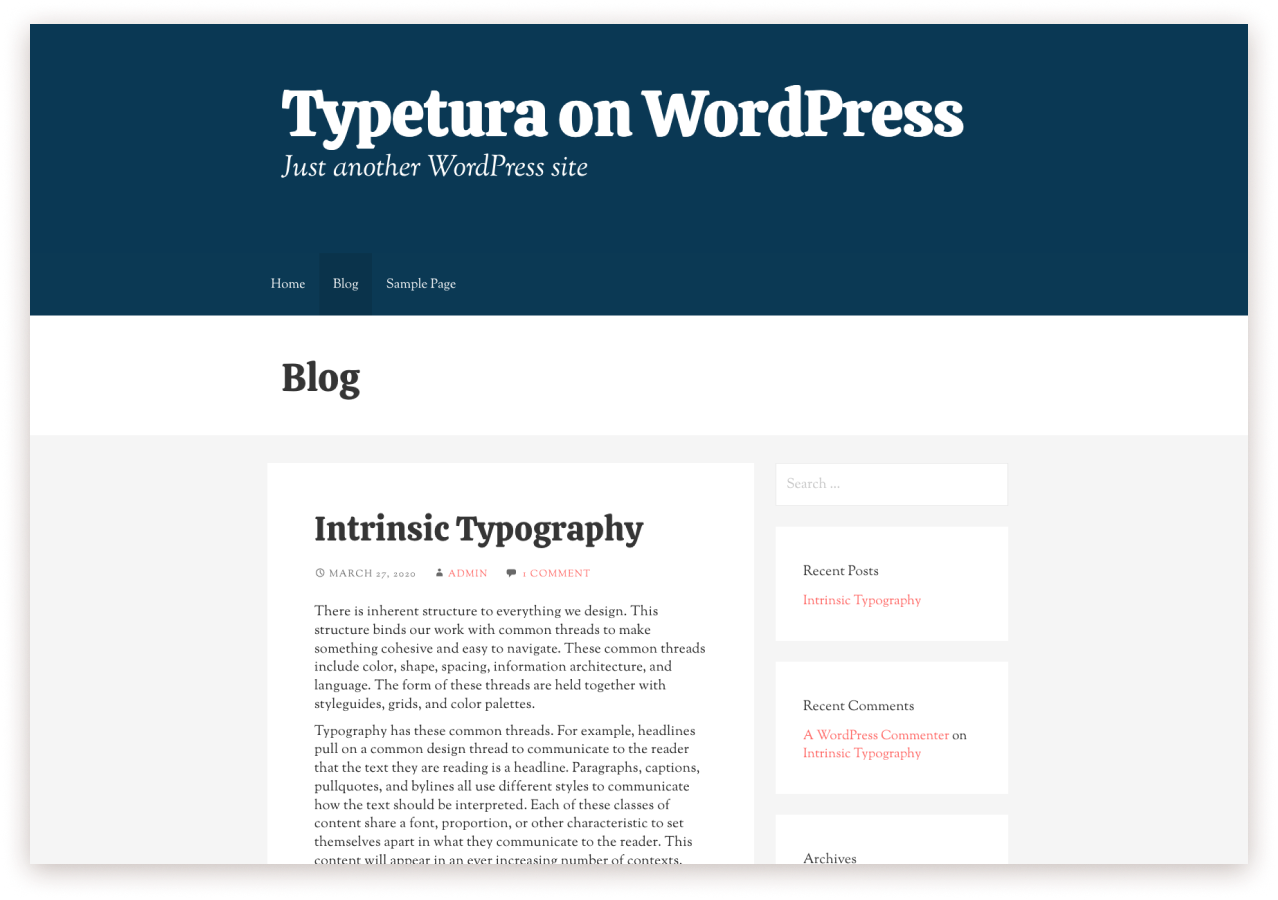 Typetura on WordPress
Just another WordPress site
Home Blog Sample Page
Blog
Intrinsic Typography
MARCH 27, 2020 ADMIN 1 COMMENT
There is inherent structure to everything we design. This
structure binds our work with common threads to make
something cohesive and easy to navigate. These common threads
include color, shape, spacing, information architecture, and
language. The form of these threads are held together with
styleguides, grids, and color palettes.
Typography has these common threads. For example, headlines
pull on a common design thread to communicate to the reader
that the text they are reading is a headline. Paragraphs, captions,
pullquotes, and bylines all use different styles to communicate
how the text should be interpreted. Each of these classes of
content share a font, proportion, or other characteristic to set
themselves apart in what they communicate to the reader. This
content will appear in an ever increasing number of contexts,
Search ...
Recent Posts
Intrinsic Typography
Recent Comments
A WordPress Commenter on
Intrinsic Typography
Archives